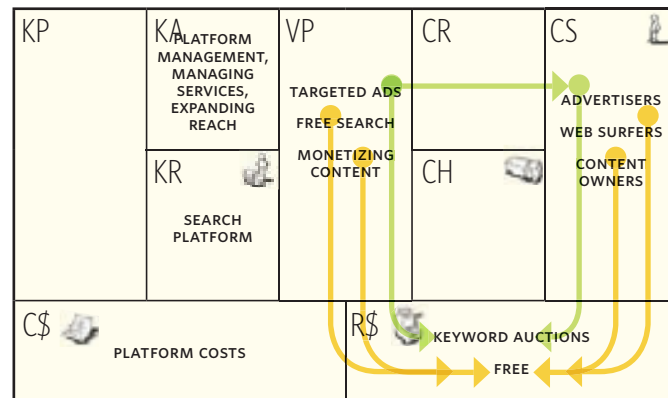 KP
KA
PLATFORM
MANAGEMENT,
MANAGING
SERVICES,
EXPANDING
REACH
KR
SEARCH
PLATFORM
VP
TARGETED ADS
FREE SEARCH
MONETIZING
CONTENT
CR
CH
CS
ADVERTISERS
WEB SURFERS
CONTENT
OWNERS
C$
PLATFORM COSTS
R$
KEYWORD AUCTIONS
FREE